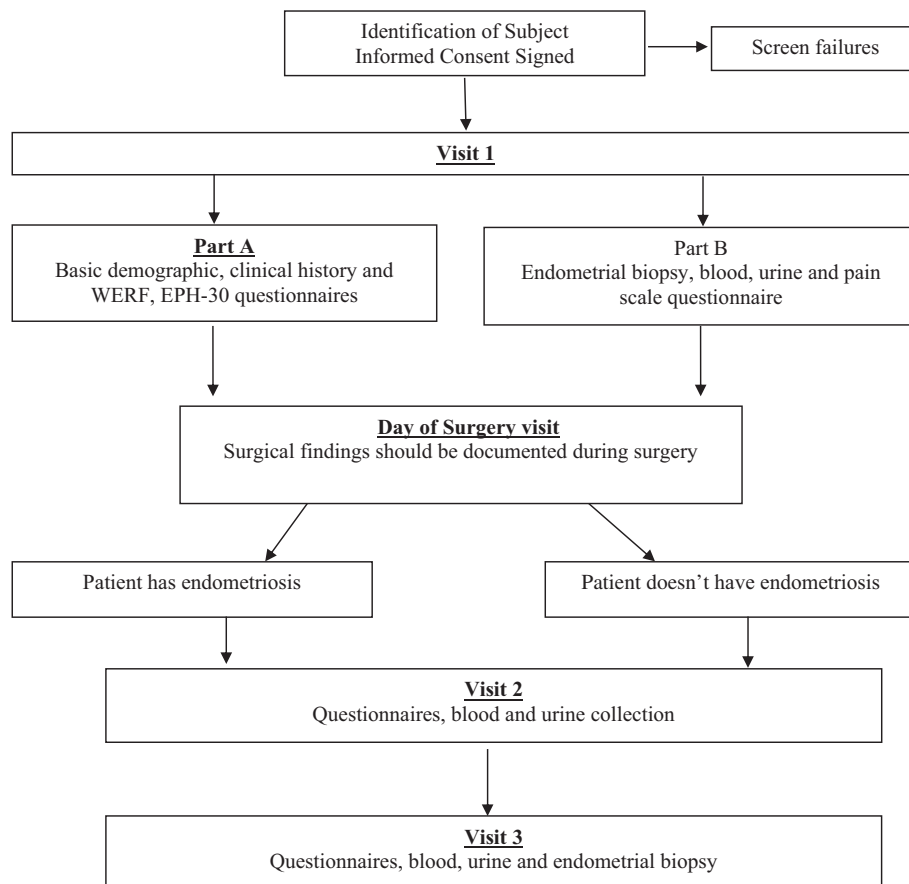 Identification of Subject
Informed Consent Signed
Screen failures
Visit 1
Part A
Basic demographic, clinical history and
WERF, EPH-30 questionnaires
Part B
Endometrial biopsy, blood, urine and pain
scale questionnaire
Day of Surgery visit
Surgical findings should be documented during surgery
Patient has endometriosis
Patient doesn’t have endometriosis
Visit 2
Questionnaires, blood and urine collection
Visit 3
Questionnaires, blood, urine and endometrial biopsy